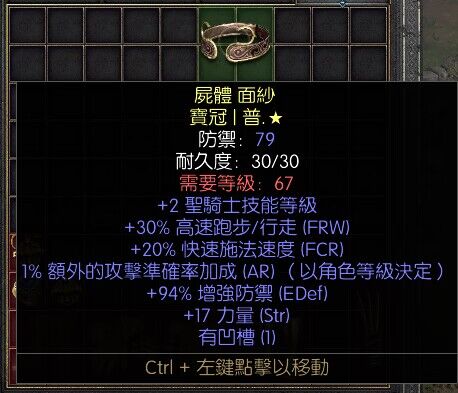 屍體 面紗
寶冠 | 普.★
防禦: 79
耐久度: 30/30
需要等級: 67
+2 聖騎士技能等級
+30% 高速跑步/行走 (FRW)
+20% 快速施法速度 (FCR)
1% 額外的攻擊準確率加成 (AR) （以角色等級決定）
+94% 增強防禦 (EDef)
+17 力量 (Str)
有凹槽 (1)
Ctrl + 左鍵點擊以移動